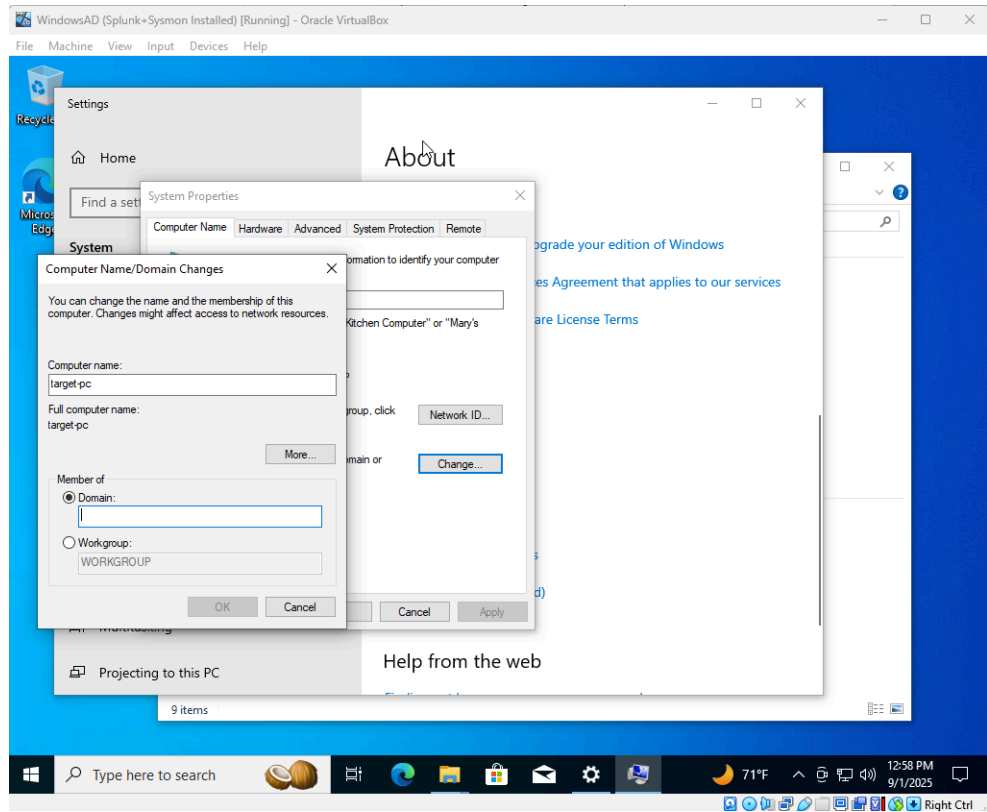 WindowsAD (Splunk+Sysmon Installed) [Running] - Oracle VirtualBox
File Machine View Input Devices Help
Recycle
Micros
Edge
Settings
Home
Find a sett
System
About
pgrade your edition of Windows
es Agreement that applies to our services
are License Terms
s
d)
Help from the web
Multitasking
Projecting to this PC
System Properties
Computer Name Hardware Advanced System Protection Remote
ormation to identify your computer
Kitchen Computer" or "Mary's
roup, click
Network ID...
omain or
Change...
Cancel Apply
Computer Name/Domain Changes
You can change the name and the membership of this
computer. Changes might affect access to network resources.
Computer name:
target-pc
Full computer name:
target-pc
More...
Member of
Domain:
Workgroup:
WORKGROUP
OK Cancel
9 items
Type here to search
71°F
12:58 PM
9/1/2025
Right Ctrl